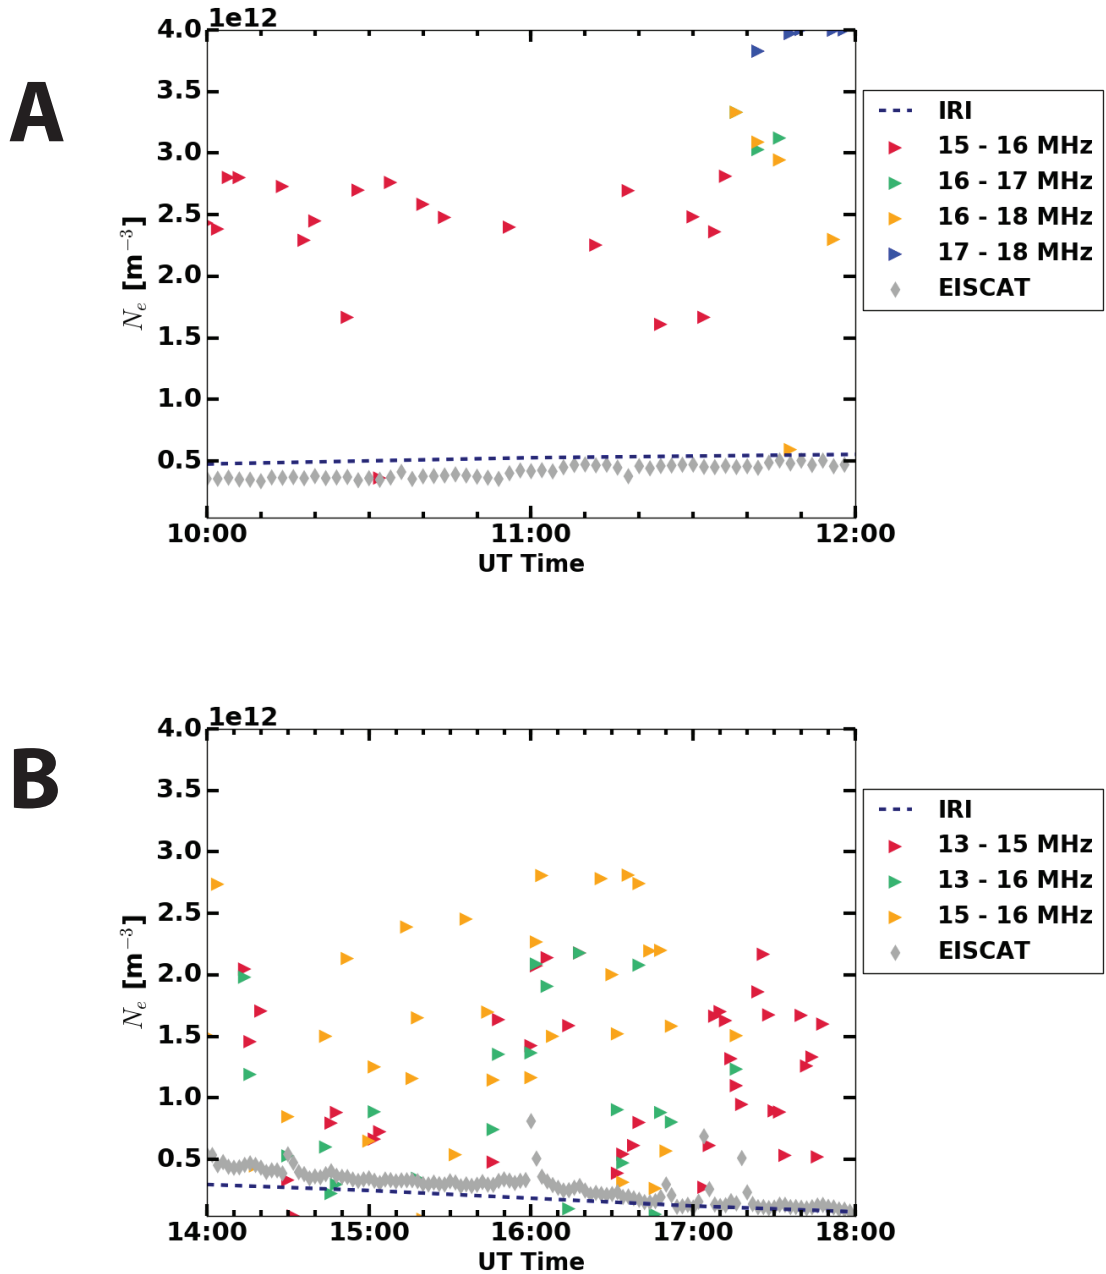 A
1e12
4.0
3.5
3.0
2.5
2.0
1.5
1.0
0.5
N_e [m^−3]
10:00 11:00 12:00
UT Time
IRI
15 - 16 MHz
16 - 17 MHz
16 - 18 MHz
17 - 18 MHz
EISCAT
B
1e12
4.0
3.5
3.0
2.5
2.0
1.5
1.0
0.5
N_e [m^−3]
14:00 15:00 16:00 17:00 18:00
UT Time
IRI
13 - 15 MHz
13 - 16 MHz
15 - 16 MHz
EISCAT